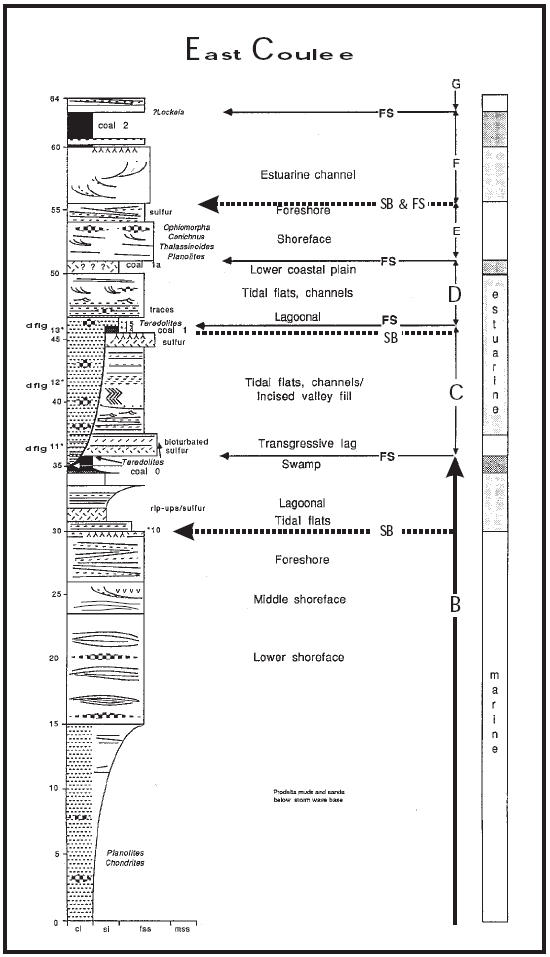 East Coulee
G
64
?Lockeia
FS
coal 2
60
F
Estuarine channel
SB & FS
55
sulfur
Foreshore
Ophiomorpha
Conichnus
Thalassinoides
Planolites
E
Shoreface
FS
? ? ?
coal 1a
Lower coastal plain
50
Tidal flats, channels
D
traces
Lagoonal
FS
Teredolites
dfig 13*
coal 1
SB
45
sulfur
estuarine
dfig 12*
Tidal flats, channels/
Incised valley fill
C
40
bioturbated
sulfur
dfig 11*
Transgressive lag
FS
Teredolites
Swamp
35
coal 0
rip-ups/sulfur
Lagoonal
Tidal flats
30
*10
SB
Foreshore
25
Middle shoreface
B
20
Lower shoreface
marine
15
10
Prodelta muds and sands
below storm wave base
Planolites
Chondrites
5
0
cl si fss mss